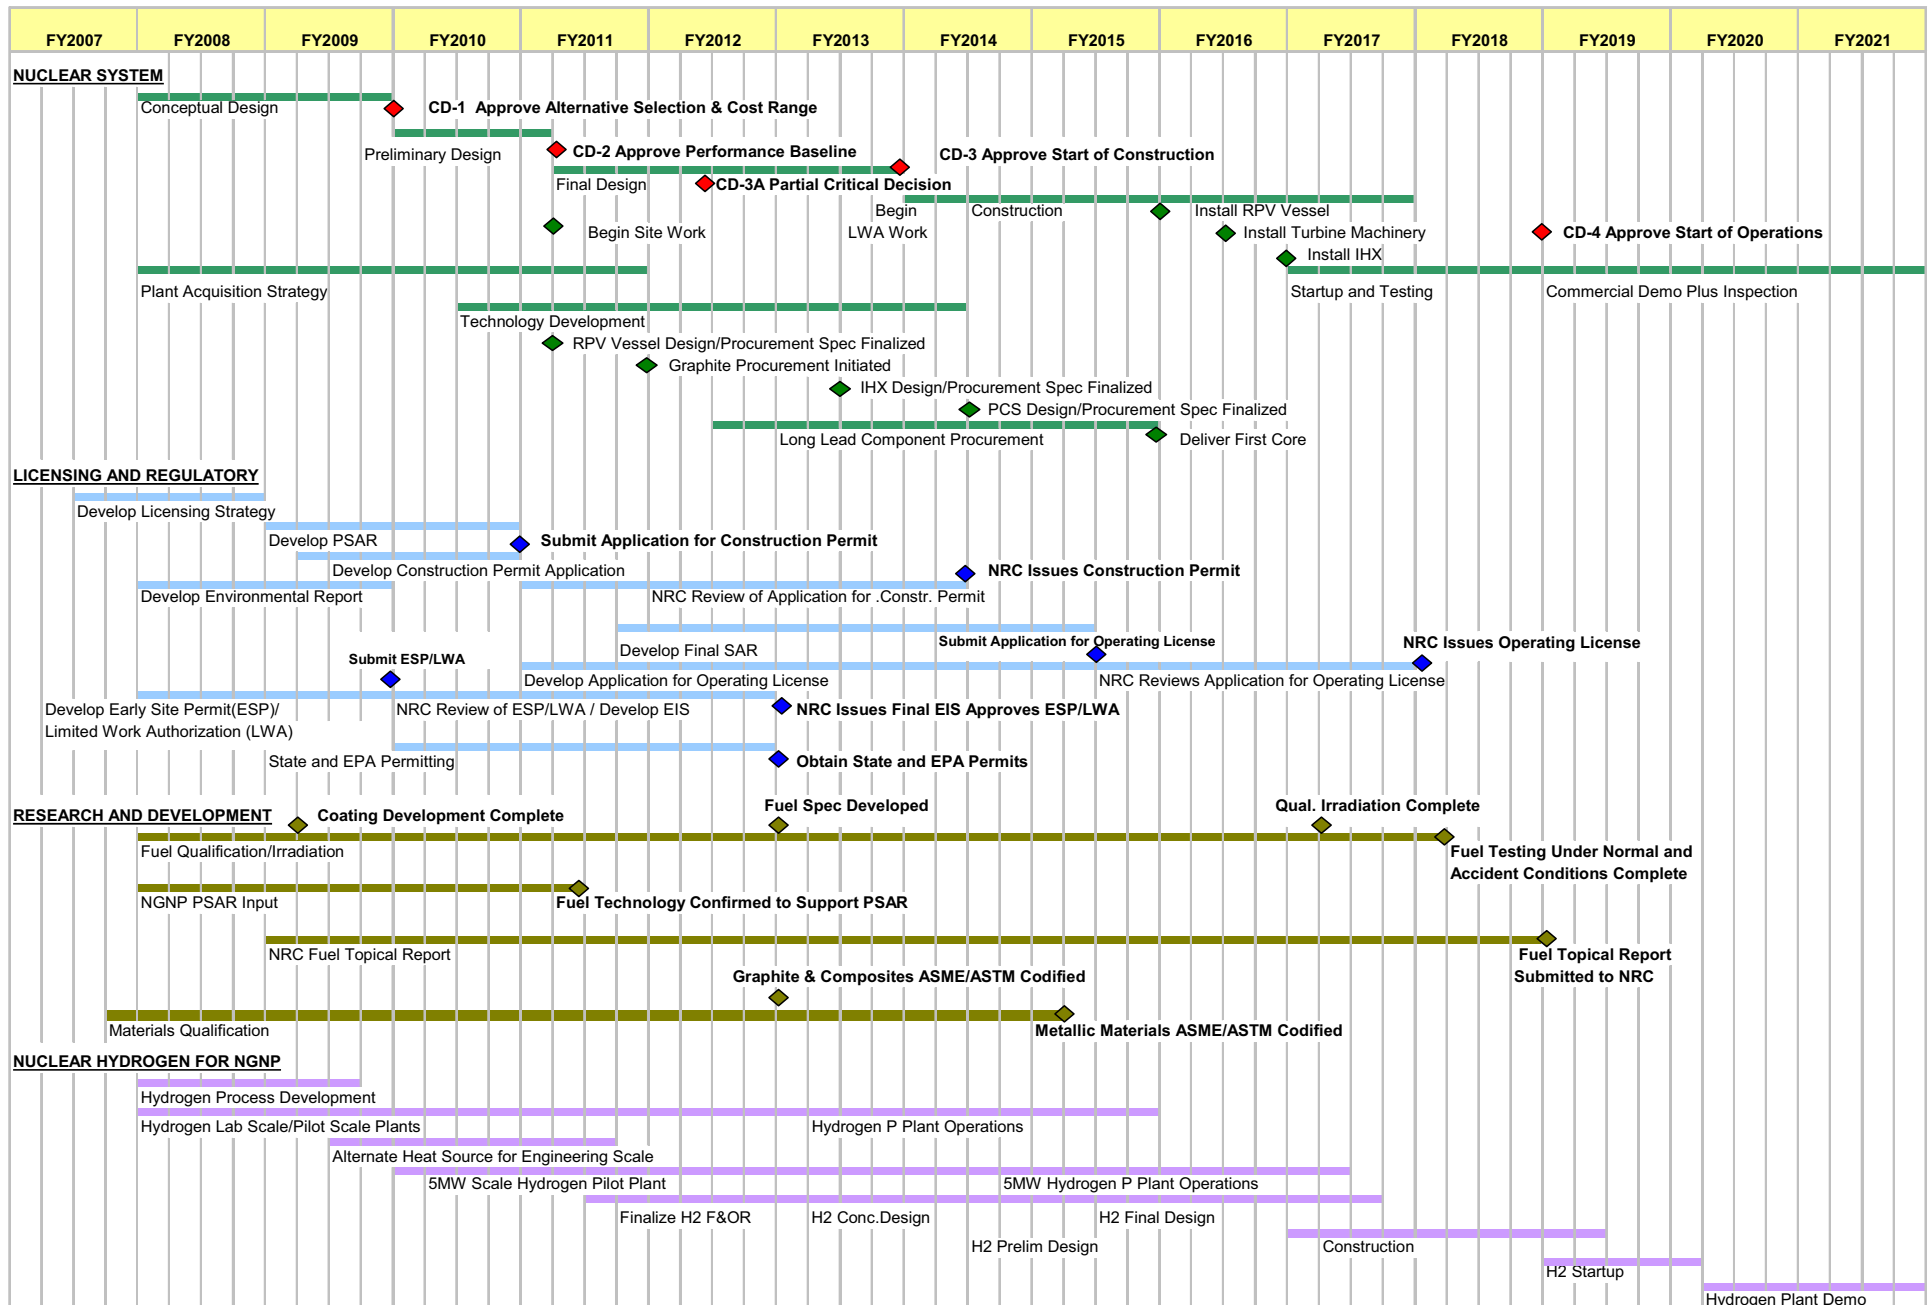 FY2007 FY2008 FY2009 FY2010 FY2011 FY2012 FY2013 FY2014 FY2015 FY2016 FY2017 FY2018 FY2019 FY2020 FY2021
NUCLEAR SYSTEM
Conceptual Design
CD-1 Approve Alternative Selection & Cost Range
Preliminary Design
CD-2 Approve Performance Baseline
CD-3 Approve Start of Construction
Final Design
CD-3A Partial Critical Decision
Begin
LWA Work
Construction
Install RPV Vessel
Begin Site Work
Install Turbine Machinery
CD-4 Approve Start of Operations
Install IHX
Plant Acquisition Strategy
Startup and Testing
Commercial Demo Plus Inspection
Technology Development
RPV Vessel Design/Procurement Spec Finalized
Graphite Procurement Initiated
IHX Design/Procurement Spec Finalized
PCS Design/Procurement Spec Finalized
Long Lead Component Procurement
Deliver First Core
LICENSING AND REGULATORY
Develop Licensing Strategy
Develop PSAR
Submit Application for Construction Permit
Develop Construction Permit Application
NRC Issues Construction Permit
Develop Environmental Report
NRC Review of Application for .Constr. Permit
Develop Final SAR
Submit Application for Operating License
NRC Issues Operating License
Submit ESP/LWA
Develop Application for Operating License
NRC Reviews Application for Operating License
Develop Early Site Permit(ESP)/
Limited Work Authorization (LWA)
NRC Review of ESP/LWA / Develop EIS
NRC Issues Final EIS Approves ESP/LWA
State and EPA Permitting
Obtain State and EPA Permits
RESEARCH AND DEVELOPMENT
Coating Development Complete
Fuel Spec Developed
Qual. Irradiation Complete
Fuel Qualification/Irradiation
Fuel Testing Under Normal and
Accident Conditions Complete
NGNP PSAR Input
Fuel Technology Confirmed to Support PSAR
NRC Fuel Topical Report
Fuel Topical Report
Submitted to NRC
Graphite & Composites ASME/ASTM Codified
Materials Qualification
Metallic Materials ASME/ASTM Codified
NUCLEAR HYDROGEN FOR NGNP
Hydrogen Process Development
Hydrogen Lab Scale/Pilot Scale Plants
Hydrogen P Plant Operations
Alternate Heat Source for Engineering Scale
5MW Scale Hydrogen Pilot Plant
5MW Hydrogen P Plant Operations
Finalize H2 F&OR
H2 Conc.Design
H2 Final Design
H2 Prelim Design
Construction
H2 Startup
Hydrogen Plant Demo